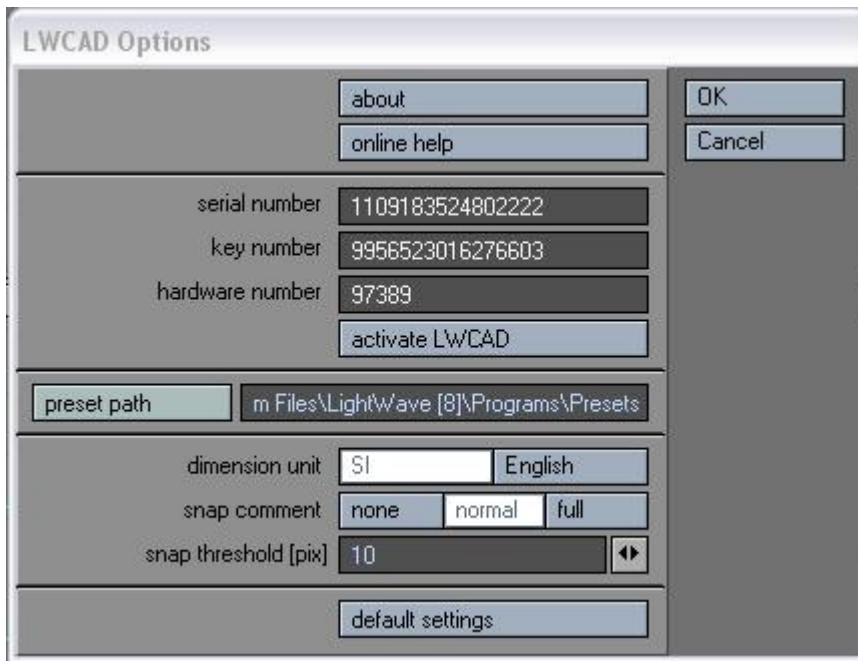 LWCAD Options
about
OK
online help
Cancel
serial number 1109183524802222
key number 9956523016276603
hardware number 97389
activate LWCAD
preset path m Files\LightWave [8]\Programs\Presets
dimension unit SI English
snap comment none normal full
snap threshold [pix] 10
default settings